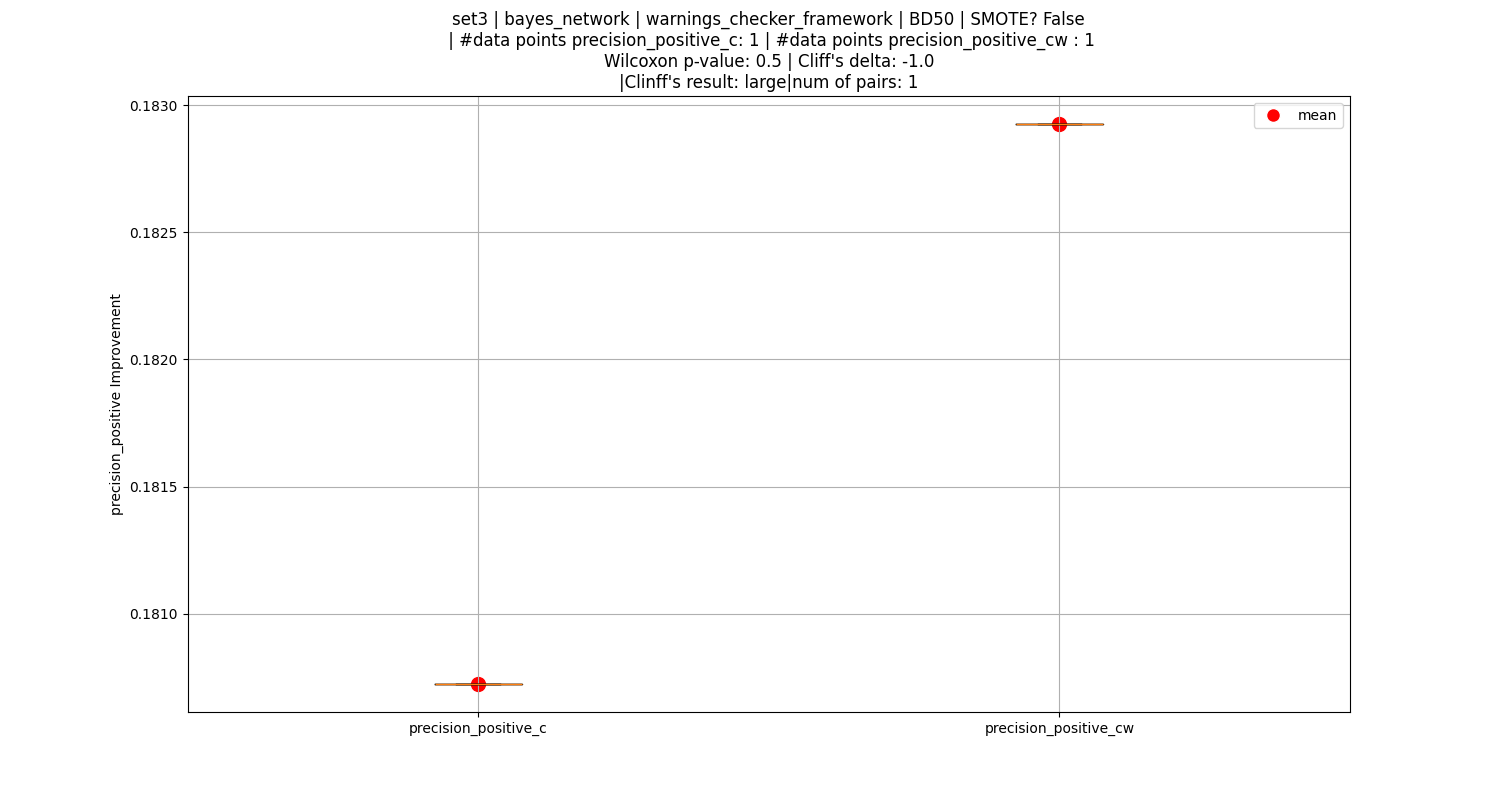 set3 | bayes_network | warnings_checker_framework | BD50 | SMOTE? False
| #data points precision_positive_c: 1 | #data points precision_positive_cw : 1
Wilcoxon p-value: 0.5 | Cliff's delta: -1.0
|Clinff's result: large|num of pairs: 1
mean
precision_positive Improvement
0.1830
0.1825
0.1820
0.1815
0.1810
precision_positive_c
precision_positive_cw